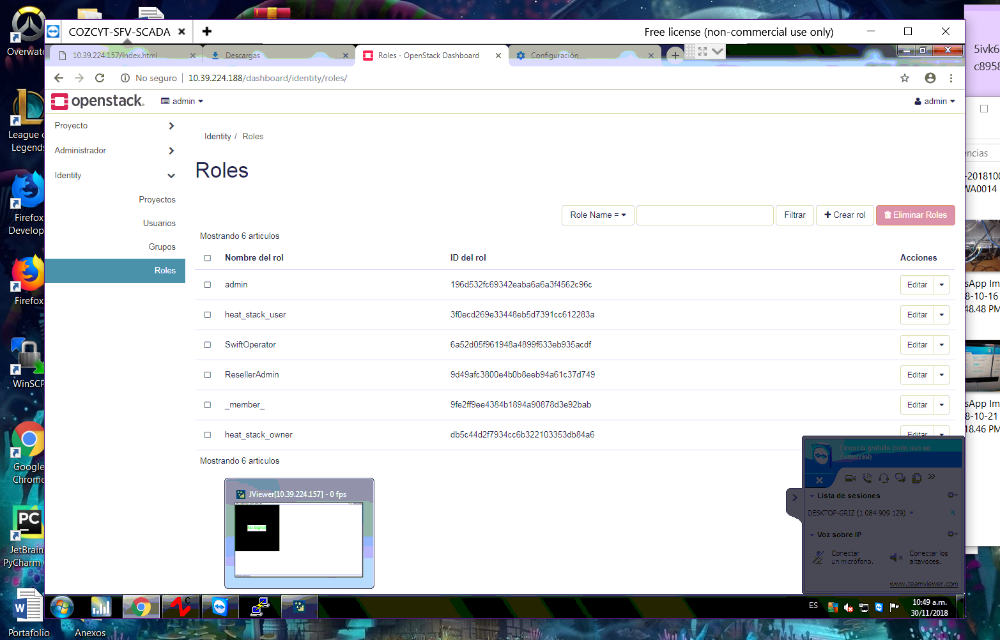 Overwatc
League o
Legends
Firefox
Develop
Firefox
WinSCP
Google
Chrome
PC
JetBrain
PyCharm
W
Portafolio
Anexos
COZCYT-SFV-SCADA
Free license (non-commercial use only)
10.39.224.157/index.html
Descargas
Roles - OpenStack Dashboard
Configuración
No seguro
10.39.224.188/dashboard/identity/roles/
openstack.
admin
admin
Proyecto
Administrador
Identity
Proyectos
Usuarios
Grupos
Roles
Identity / Roles
Roles
Role Name =
Filtrar
Crear rol
Eliminar Roles
Mostrando 6 articulos
Nombre del rol ID del rol Acciones
admin 196d532fc69342eaba6a6a3f4562c96c Editar
heat_stack_user 3f0ecd269e33448eb5d7391cc612283a Editar
SwiftOperator 6a52d05f961948a4899f633eb935acdf Editar
ResellerAdmin 9d49afc3800e4b0b8eeb94a61c37d749 Editar
_member_ 9fe2ff9ee4384b1894a90878d3e92bab Editar
heat_stack_owner db5c44d2f7934cc6b322103353db84a6 Editar
Mostrando 6 articulos
JViewer[10.39.224.157] - 0 fps
No Signal
Licencia gratuita (solo uso no
comercial)
Lista de sesiones
DESKTOP-GRIZ (1 084 909 129)
Voz sobre IP
Conectar
un micrófono.
Conectar los
altavoces.
www.teamviewer.com
ES
10:49 a.m.
30/11/2018
5ivk6
c8958
encias
-2018100
WA0014
sApp Im
8-10-16
48.48 PM
sApp Im
8-10-21
18.46 PM